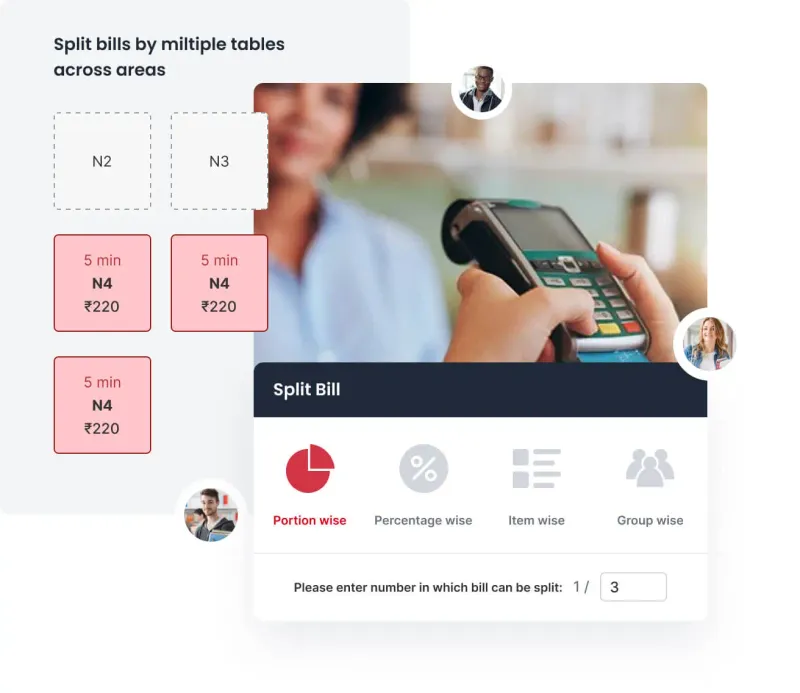 Split bills by miltiple tables
across areas
N2
N3
5 min
N4
₹220
5 min
N4
₹220
5 min
N4
₹220
Split Bill
Portion wise
Percentage wise
Item wise
Group wise
Please enter number in which bill can be split: 1 / 3